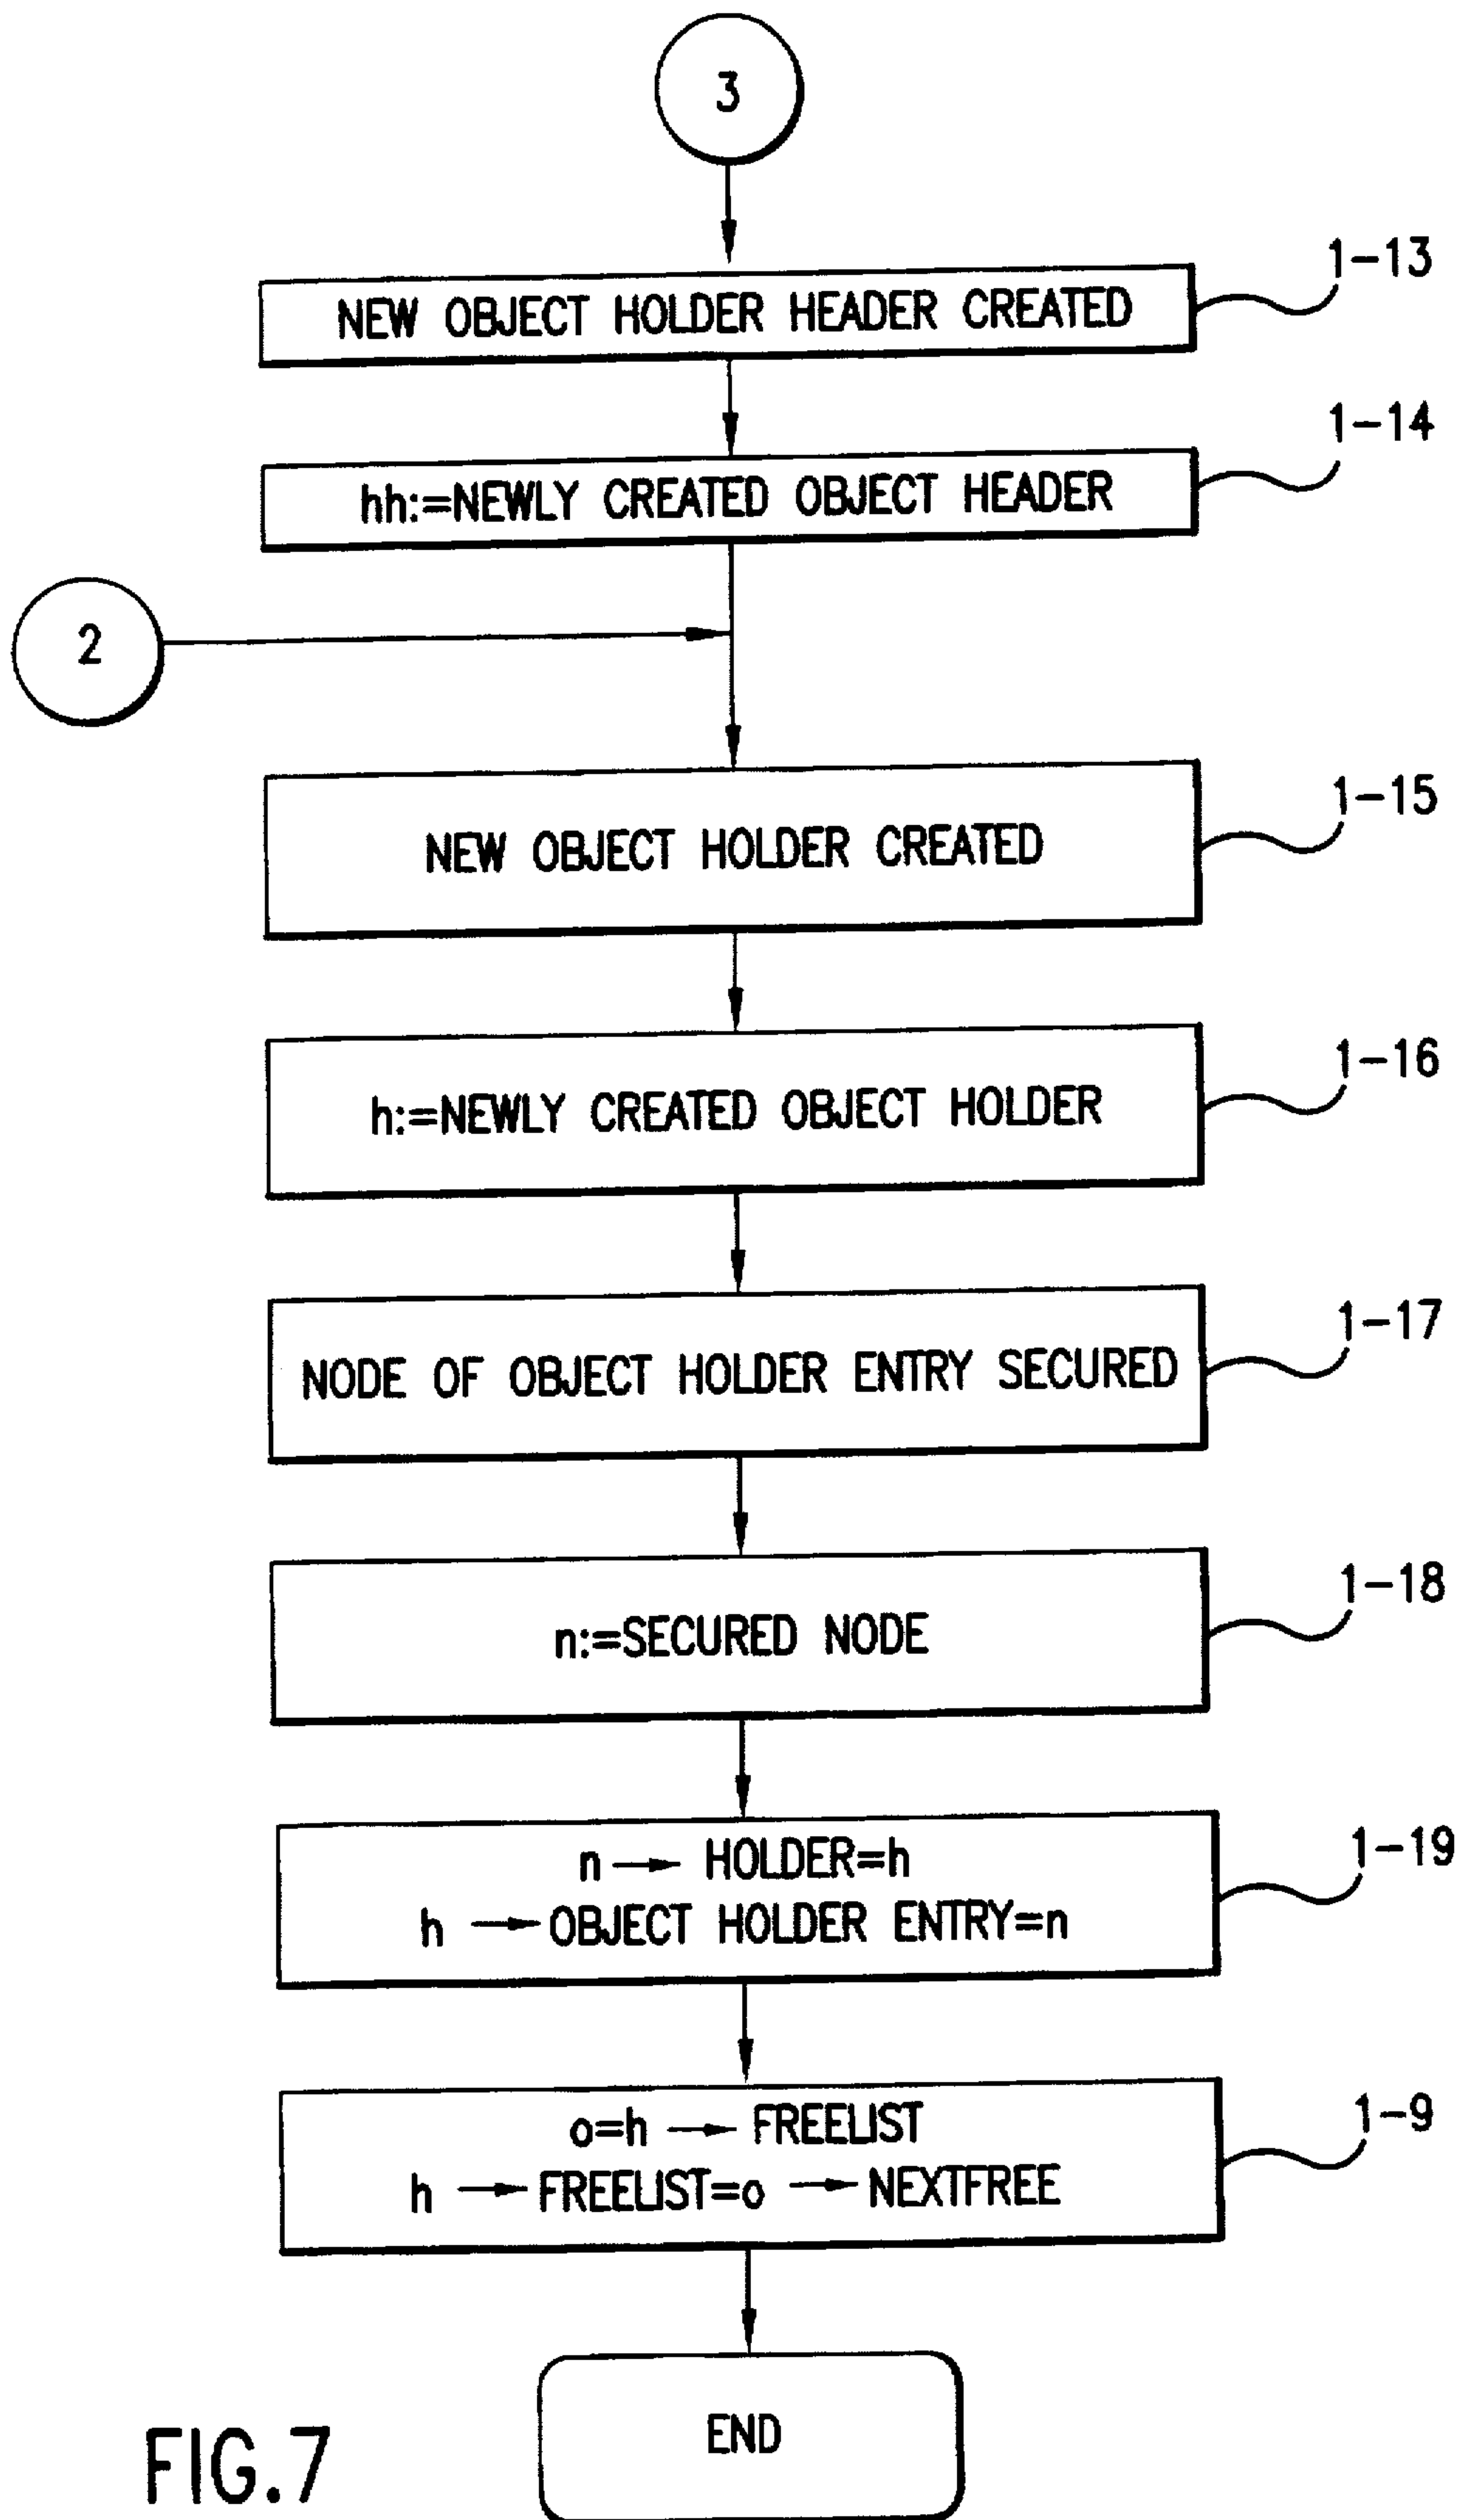 3
1-13
NEW OBJECT HOLDER HEADER CREATED
1-14
hh:=NEWLY CREATED OBJECT HEADER
2
1-15
NEW OBJECT HOLDER CREATED
1-16
h:=NEWLY CREATED OBJECT HOLDER
1-17
NODE OF OBJECT HOLDER ENTRY SECURED
1-18
n:=SECURED NODE
1-19
n → HOLDER=h
h → OBJECT HOLDER ENTRY=n
1-9
o=h → FREELIST
h → FREELIST=o → NEXTFREE
END
FIG.7